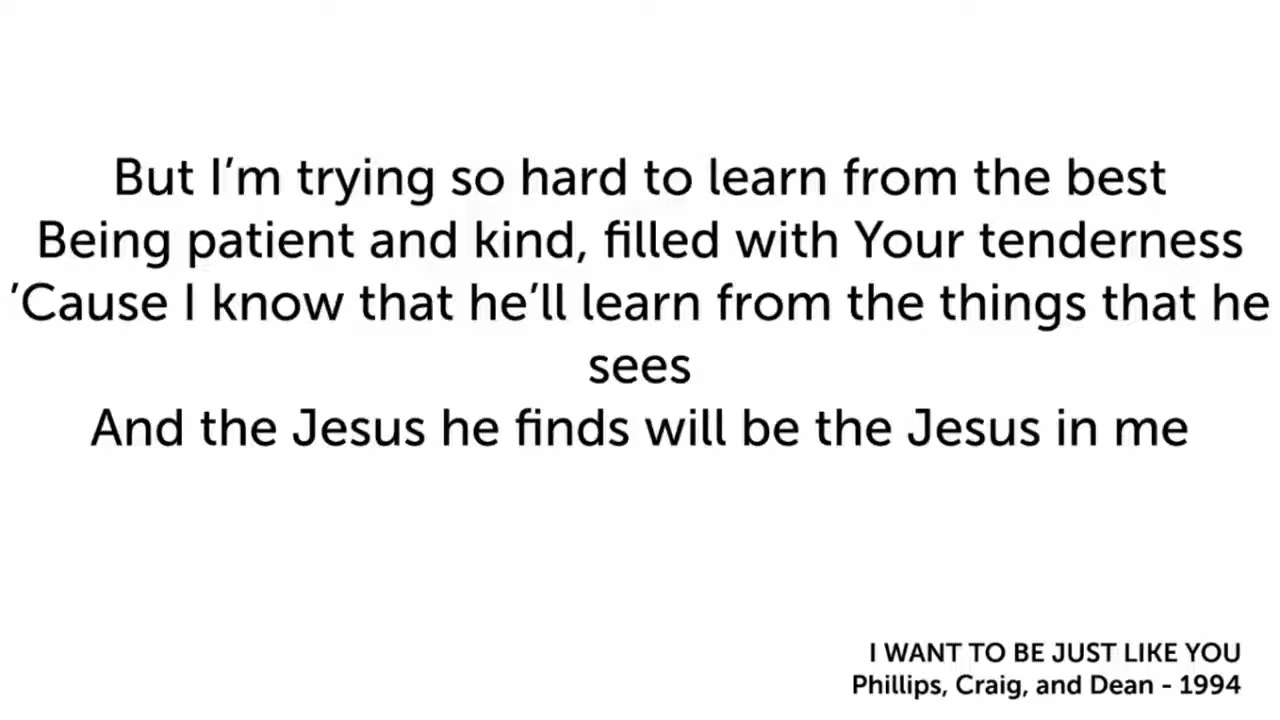 But I’m trying so hard to learn from the best
Being patient and kind, filled with Your tenderness
’Cause I know that he’ll learn from the things that he
sees
And the Jesus he finds will be the Jesus in me
I WANT TO BE JUST LIKE YOU
Phillips, Craig, and Dean - 1994